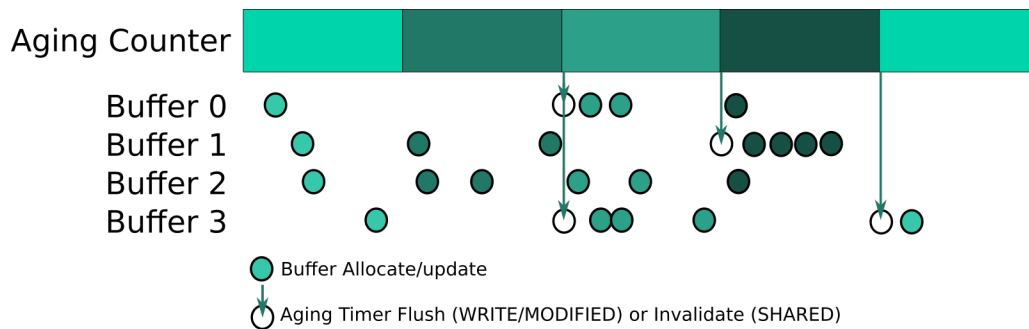 Aging Counter
Buffer 0
Buffer 1
Buffer 2
Buffer 3
Buffer Allocate/update
Aging Timer Flush (WRITE/MODIFIED) or Invalidate (SHARED)